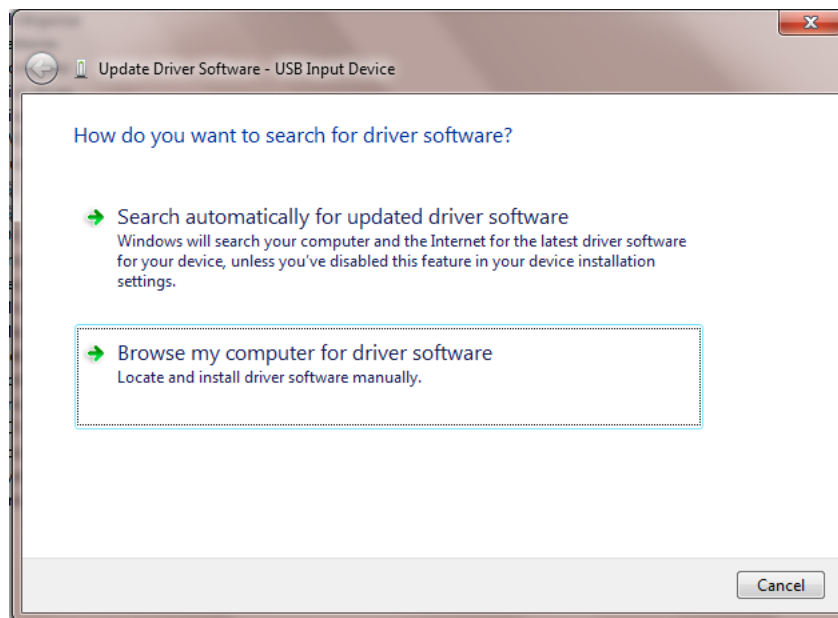 Update Driver Software - USB Input Device
How do you want to search for driver software?
Search automatically for updated driver software
Windows will search your computer and the Internet for the latest driver software
for your device, unless you've disabled this feature in your device installation
settings.
Browse my computer for driver software
Locate and install driver software manually.
Cancel